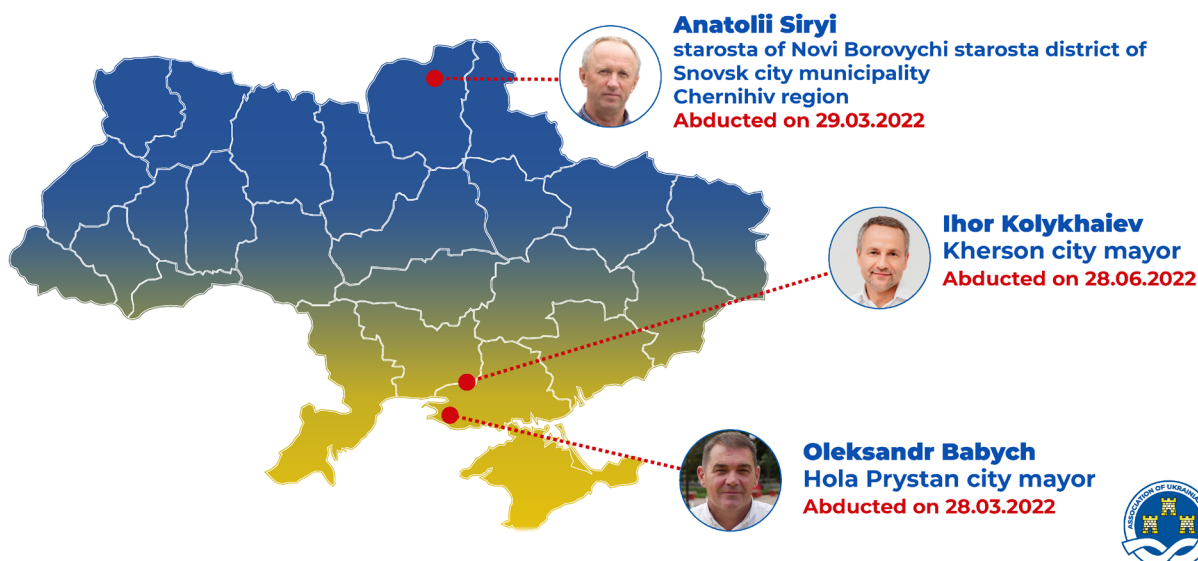 Anatolii Siryi
starosta of Novi Borovychi starosta district of
Snovsk city municipality
Chernihiv region
Abducted on 29.03.2022
Ihor Kolykhaiev
Kherson city mayor
Abducted on 28.06.2022
Oleksandr Babych
Hola Prystan city mayor
Abducted on 28.03.2022
ASSOCIATION OF